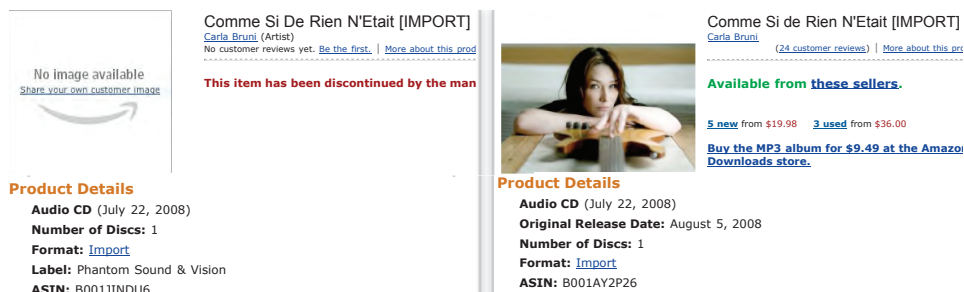 Comme Si De Rien N'Etait [IMPORT]
Carla Bruni (Artist)
No customer reviews yet. Be the first. | More about this prod
No image available
Share your own customer image
This item has been discontinued by the man
Product Details
Audio CD (July 22, 2008)
Number of Discs: 1
Format: Import
Label: Phantom Sound & Vision
ASIN: B001JINDU6
Comme Si de Rien N'Etait [IMPORT]
Carla Bruni
(24 customer reviews) | More about this pro
Available from these sellers.
5 new from $19.98 3 used from $36.00
Buy the MP3 album for $9.49 at the Amazon
Downloads store.
Product Details
Audio CD (July 22, 2008)
Original Release Date: August 5, 2008
Number of Discs: 1
Format: Import
ASIN: B001AY2P26